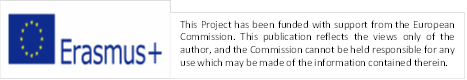 Erasmus+
This Project has been funded with support from the European
Commission. This publication reflects the views only of the
author, and the Commission cannot be held responsible for any
use which may be made of the information contained therein.